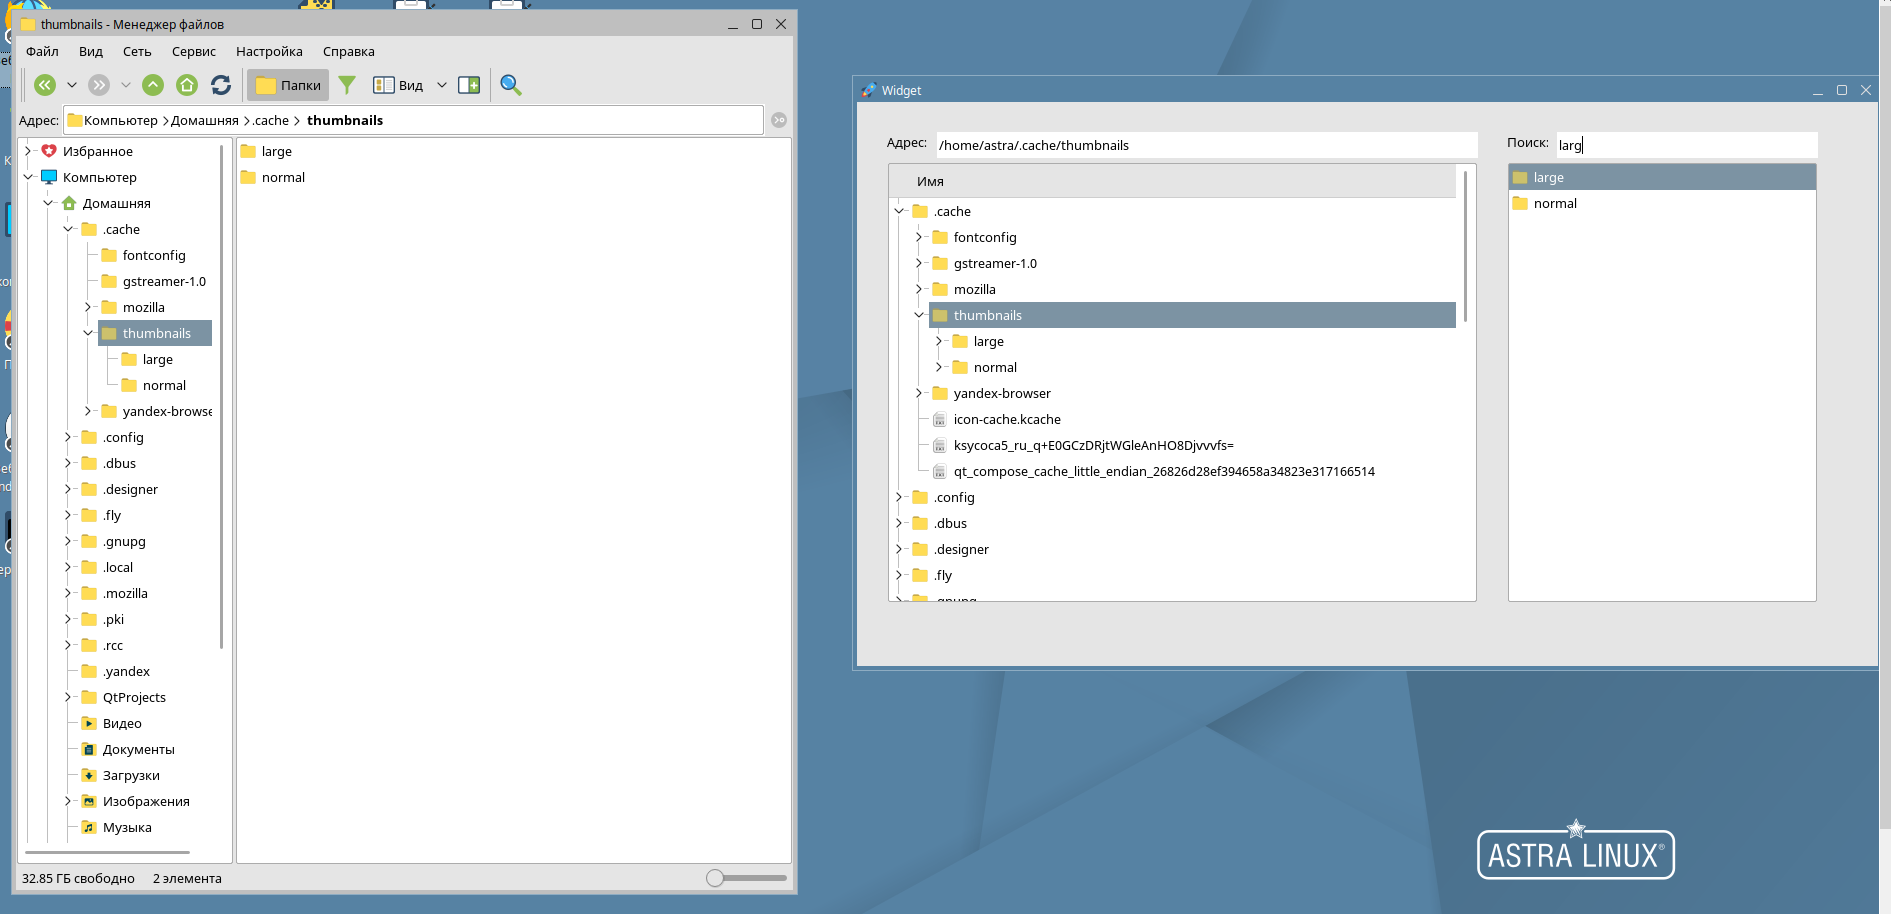 thumbnails - Менеджер файлов
Файл Вид Сеть Сервис Настройка Справка
Папки Вид
Адрес: Компьютер Домашняя .cache thumbnails
Избранное
Компьютер
Домашняя
.cache
fontconfig
gstreamer-1.0
mozilla
thumbnails
large
normal
yandex-browse
.config
.dbus
.designer
.fly
.gnupg
.local
.mozilla
.pki
.rcc
.yandex
QtProjects
Видео
Документы
Загрузки
Изображения
Музыка
large
normal
32.85 ГБ свободно 2 элемента
Widget
Адрес: /home/astra/.cache/thumbnails
Имя
.cache
fontconfig
gstreamer-1.0
mozilla
thumbnails
large
normal
yandex-browser
icon-cache.kcache
ksycoca5_ru_q+E0GCzDRjtWGleAnHO8Djvvvfs=
qt_compose_cache_little_endian_26826d28ef394658a34823e317166514
.config
.dbus
.designer
.fly
.gnupg
Поиск: larg
large
normal
ASTRA LINUX®